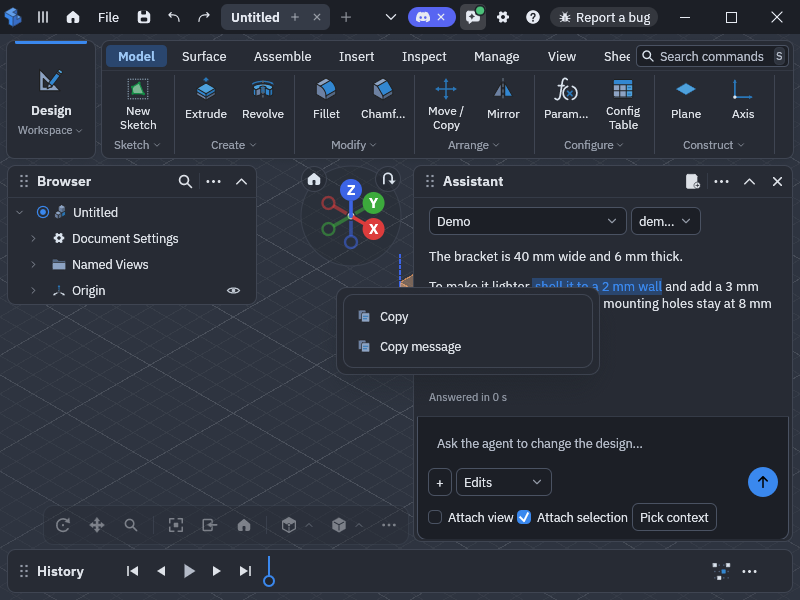 File
Untitled
Report a bug
Design
Workspace
Model
Surface
Assemble
Insert
Inspect
Manage
View
Shee
Search commands
S
New Sketch
Extrude
Revolve
Fillet
Chamf...
Move / Copy
Mirror
Param...
Config Table
Plane
Axis
Sketch
Create
Modify
Arrange
Configure
Construct
Browser
Untitled
Document Settings
Named Views
Origin
Z
Y
X
Assistant
Demo
dem...
The bracket is 40 mm wide and 6 mm thick.
To make it lighter, shell it to a 2 mm wall and add a 3 mm
mounting holes stay at 8 mm
Copy
Copy message
Answered in 0 s
Ask the agent to change the design...
+
Edits
Attach view
Attach selection
Pick context
History